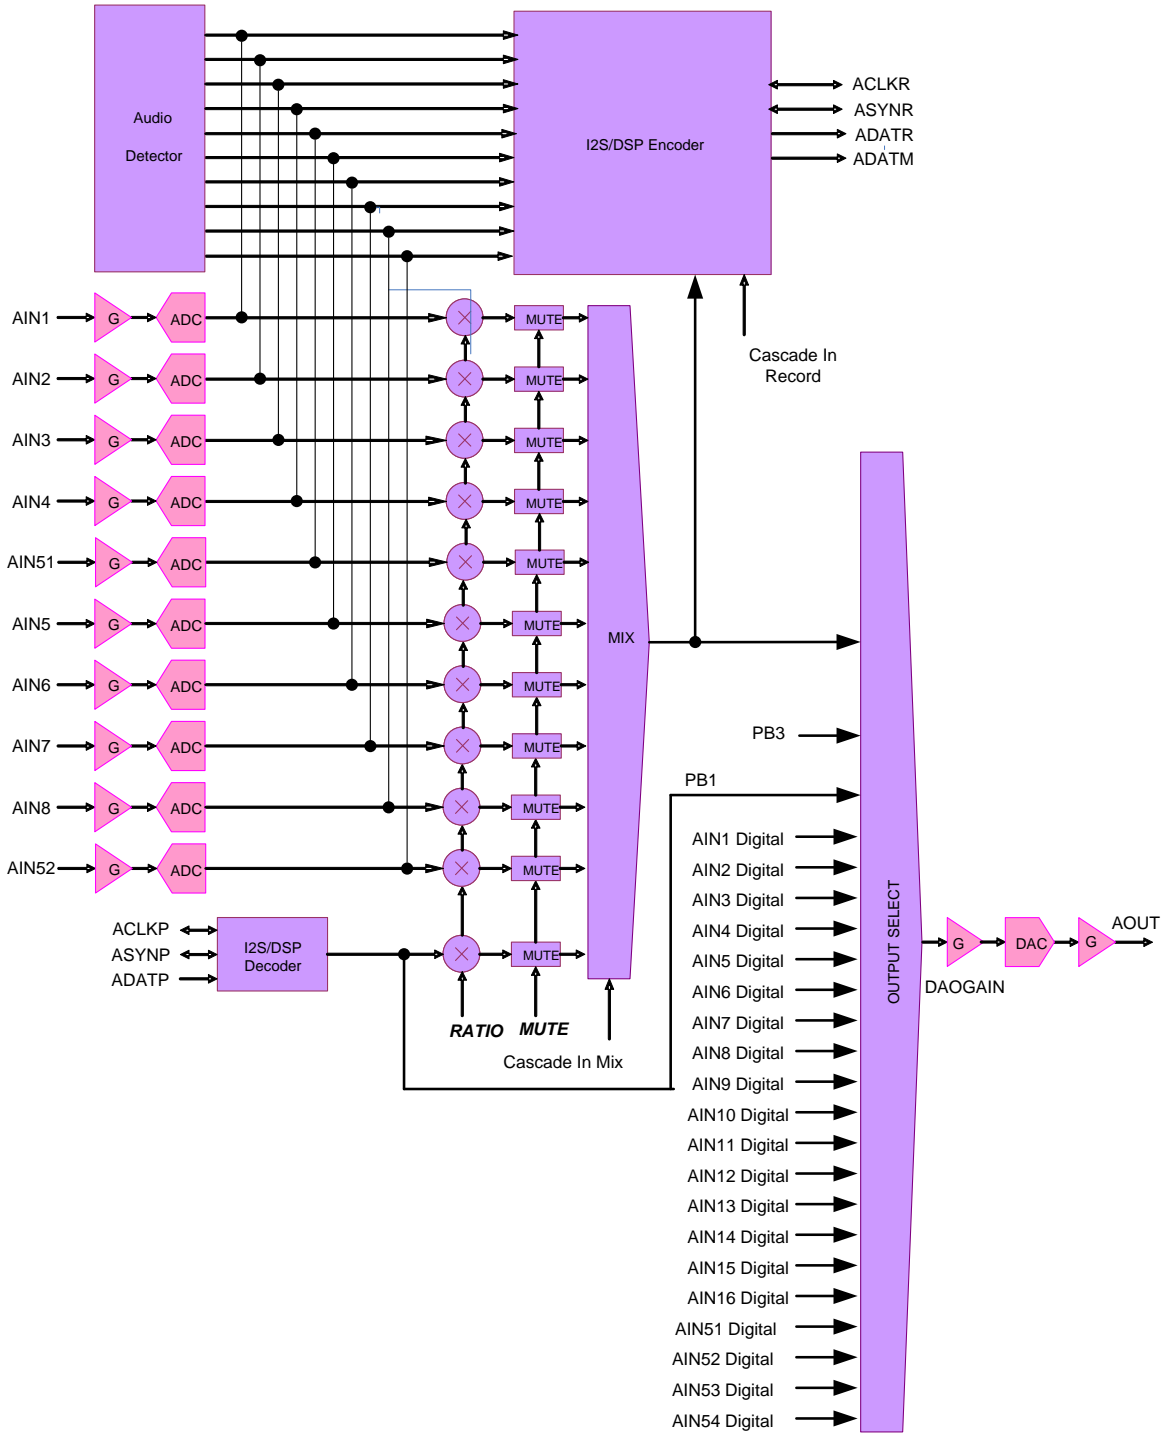 Audio
Detector
I2S/DSP Encoder
ACLKR
ASYNR
ADATR
ADATM
Cascade In
Record
AIN1 G ADC MUTE
AIN2 G ADC MUTE
AIN3 G ADC MUTE
AIN4 G ADC MUTE
AIN51 G ADC MUTE
AIN5 G ADC MUTE
AIN6 G ADC MUTE
AIN7 G ADC MUTE
AIN8 G ADC MUTE
AIN52 G ADC MUTE
MIX
ACLKP
ASYNP
ADATP
I2S/DSP
Decoder
MUTE
RATIO
MUTE
Cascade In Mix
PB3
PB1
AIN1 Digital
AIN2 Digital
AIN3 Digital
AIN4 Digital
AIN5 Digital
AIN6 Digital
AIN7 Digital
AIN8 Digital
AIN9 Digital
AIN10 Digital
AIN11 Digital
AIN12 Digital
AIN13 Digital
AIN14 Digital
AIN15 Digital
AIN16 Digital
AIN51 Digital
AIN52 Digital
AIN53 Digital
AIN54 Digital
OUTPUT SELECT
G
DAC
G
AOUT
DAOGAIN